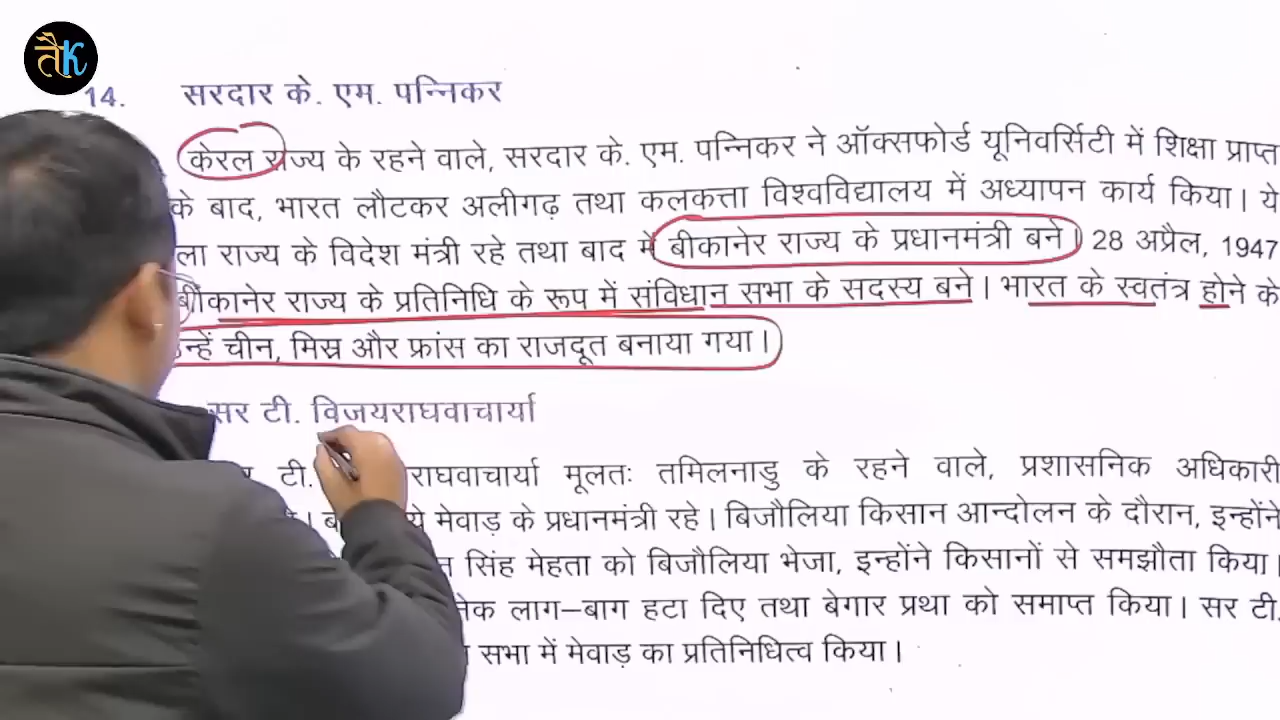 तैK
14. सरदार के. एम. पन्निकर
केरल राज्य के रहने वाले, सरदार के. एम. पन्निकर ने ऑक्सफोर्ड यूनिवर्सिटी में शिक्षा प्राप्त
के बाद, भारत लौटकर अलीगढ़ तथा कलकत्ता विश्वविद्यालय में अध्यापन कार्य किया। ये
ला राज्य के विदेश मंत्री रहे तथा बाद में बीकानेर राज्य के प्रधानमंत्री बने। 28 अप्रैल, 1947
बीकानेर राज्य के प्रतिनिधि के रूप में संविधान सभा के सदस्य बने। भारत के स्वतंत्र होने के
न्हें चीन, मिस्र और फ्रांस का राजदूत बनाया गया।
सर टी. विजयराघवाचार्या
टी. राघवाचार्या मूलतः तमिलनाडु के रहने वाले, प्रशासनिक अधिकारी
ये मेवाड़ के प्रधानमंत्री रहे। बिजौलिया किसान आन्दोलन के दौरान, इन्होंने
सिंह मेहता को बिजौलिया भेजा, इन्होंने किसानों से समझौता किया।
लाग–बाग हटा दिए तथा बेगार प्रथा को समाप्त किया। सर टी.
सभा में मेवाड़ का प्रतिनिधित्व किया।